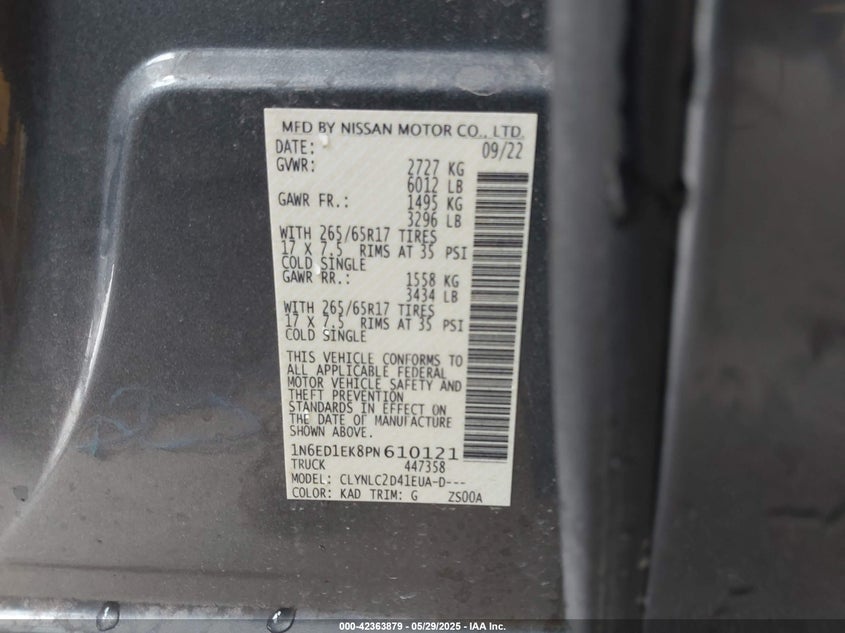 MFD BY NISSAN MOTOR CO., LTD.
DATE: 09/22
GVWR: 2727 KG
6012 LB
GAWR FR.: 1495 KG
3296 LB
WITH 265/65R17 TIRES
17 X 7.5 RIMS AT 35 PSI
COLD SINGLE
GAWR RR.: 1558 KG
3434 LB
WITH 265/65R17 TIRES
17 X 7.5 RIMS AT 35 PSI
COLD SINGLE
THIS VEHICLE CONFORMS TO
ALL APPLICABLE FEDERAL
MOTOR VEHICLE SAFETY AND
THEFT PREVENTION
STANDARDS IN EFFECT ON
THE DATE OF MANUFACTURE
SHOWN ABOVE.
1N6ED1EK8PN610121
TRUCK 447358
MODEL: CLYNLC2D41EUA-D---
COLOR: KAD TRIM: G ZS00A
000-42363879 — 05/29/2025 - IAA Inc.